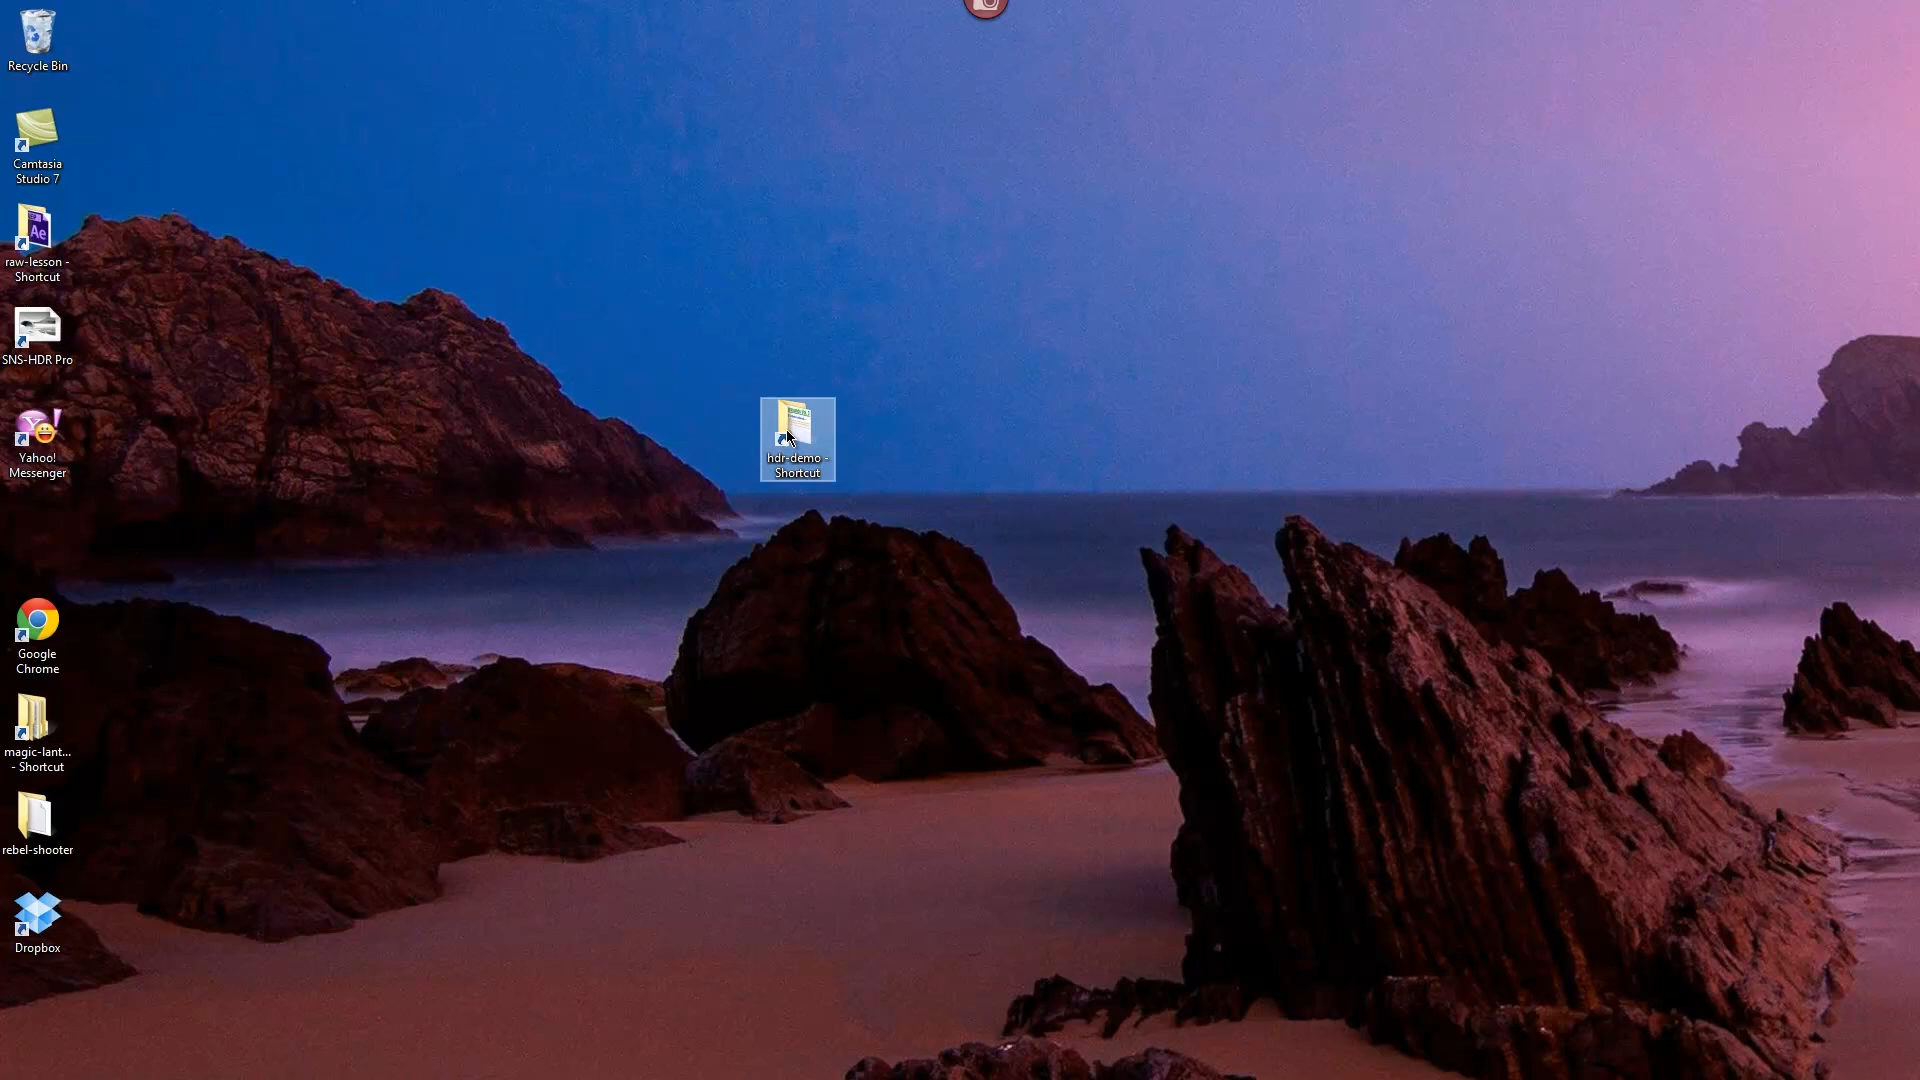 Recycle Bin
Camtasia
Studio 7
raw-lesson -
Shortcut
SNS-HDR Pro
Yahoo!
Messenger
hdr-demo -
Shortcut
Google
Chrome
magic-lant...
- Shortcut
rebel-shooter
Dropbox